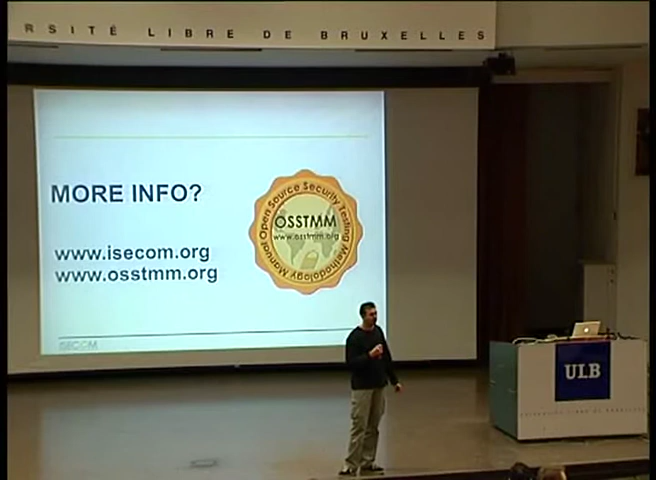 RSITÉ LIBRE DE BRUXELLES
MORE INFO?
www.isecom.org
www.osstmm.org
Open Source Security Testing Methodology Manual
OSSTMM
www.osstmm.org
ISECOM
ULB